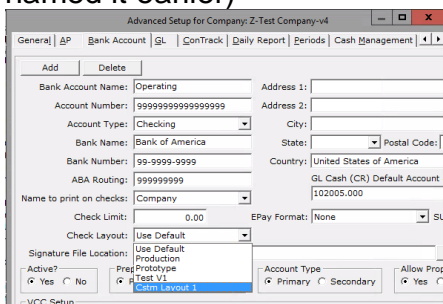 named it earlier)
Advanced Setup for Company: Z-Test Company-v4
General AP Bank Account GL ConTrack Daily Report Periods Cash Management
Add Delete
Bank Account Name: Operating Address 1:
Account Number: 99999999999999999 Address 2:
Account Type: Checking City:
Bank Name: Bank of America State: Postal Code:
Bank Number: 99-9999-9999 Country: United States of America
ABA Routing: 999999999 GL Cash (CR) Default Account
Name to print on checks: Company 102005.000
Check Limit: 0.00 EPay Format: None
Check Layout: Use Default
Signature File Location: Use Default
Production
Prototype
Test V1
Cstm Layout 1
Active? Account Type Allow
Yes No Primary Secondary Yes
VCC Setup